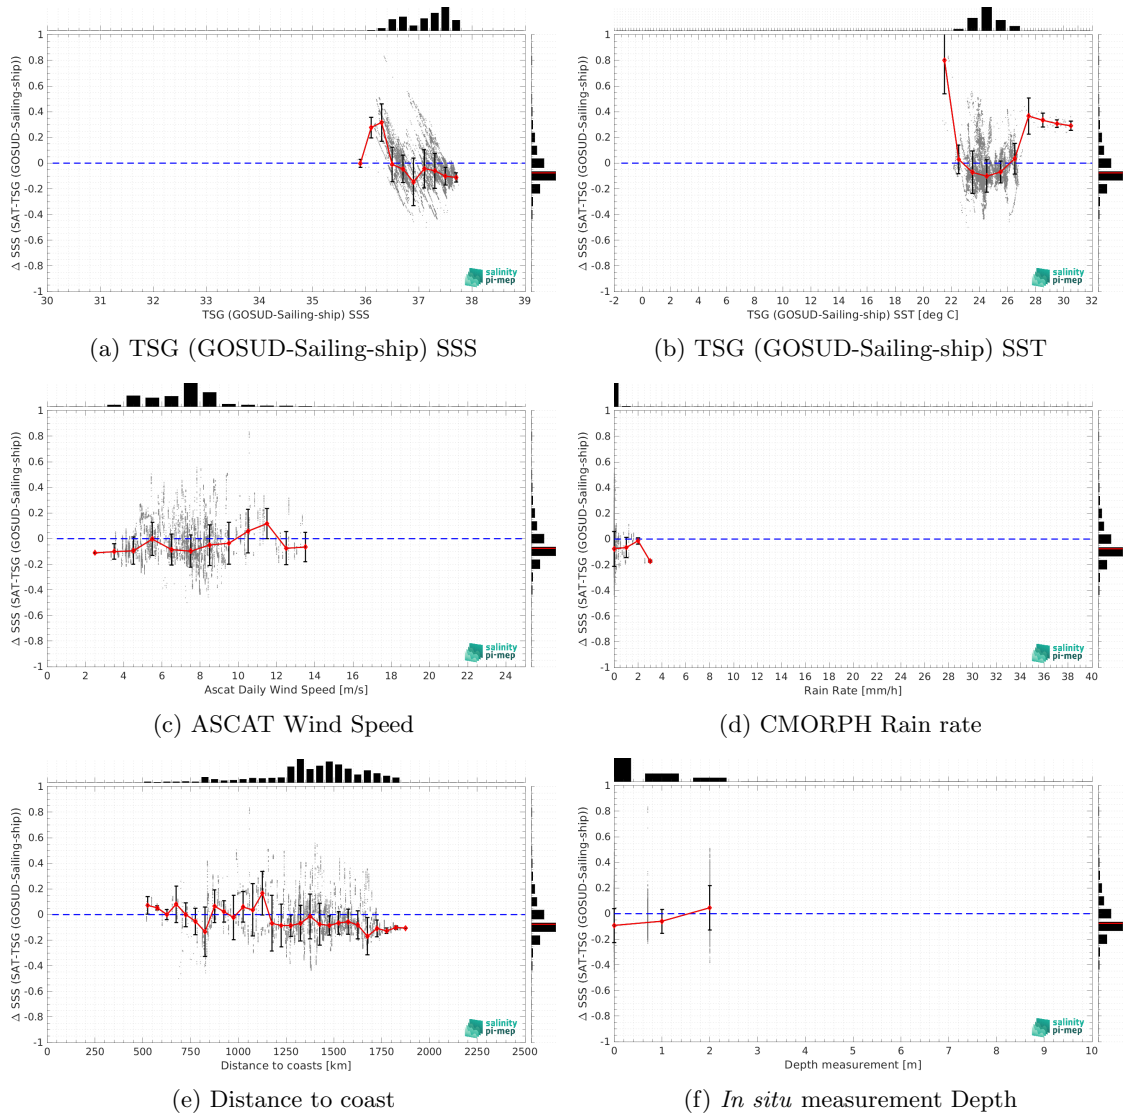 1
0.8
0.6
0.4
0.2
0
-0.2
-0.4
-0.6
-0.8
-1
Δ SSS (SAT-TSG (GOSUD-Sailing-ship))
30 31 32 33 34 35 36 37 38 39
TSG (GOSUD-Sailing-ship) SSS
salinity
pi-mep
(a) TSG (GOSUD-Sailing-ship) SSS
1
0.8
0.6
0.4
0.2
0
-0.2
-0.4
-0.6
-0.8
-1
Δ SSS (SAT-TSG (GOSUD-Sailing-ship))
-2 0 2 4 6 8 10 12 14 16 18 20 22 24 26 28 30 32
TSG (GOSUD-Sailing-ship) SST [deg C]
salinity
pi-mep
(b) TSG (GOSUD-Sailing-ship) SST
1
0.8
0.6
0.4
0.2
0
-0.2
-0.4
-0.6
-0.8
-1
Δ SSS (SAT-TSG (GOSUD-Sailing-ship))
0 2 4 6 8 10 12 14 16 18 20 22 24
Ascat Daily Wind Speed [m/s]
salinity
pi-mep
(c) ASCAT Wind Speed
1
0.8
0.6
0.4
0.2
0
-0.2
-0.4
-0.6
-0.8
-1
Δ SSS (SAT-TSG (GOSUD-Sailing-ship))
0 2 4 6 8 10 12 14 16 18 20 22 24 26 28 30 32 34 36 38 40
Rain Rate [mm/h]
salinity
pi-mep
(d) CMORPH Rain rate
1
0.8
0.6
0.4
0.2
0
-0.2
-0.4
-0.6
-0.8
-1
Δ SSS (SAT-TSG (GOSUD-Sailing-ship))
0 250 500 750 1000 1250 1500 1750 2000 2250 2500
Distance to coasts [km]
salinity
pi-mep
(e) Distance to coast
1
0.8
0.6
0.4
0.2
0
-0.2
-0.4
-0.6
-0.8
-1
Δ SSS (SAT-TSG (GOSUD-Sailing-ship))
0 1 2 3 4 5 6 7 8 9 10
Depth measurement [m]
salinity
pi-mep
(f) In situ measurement Depth